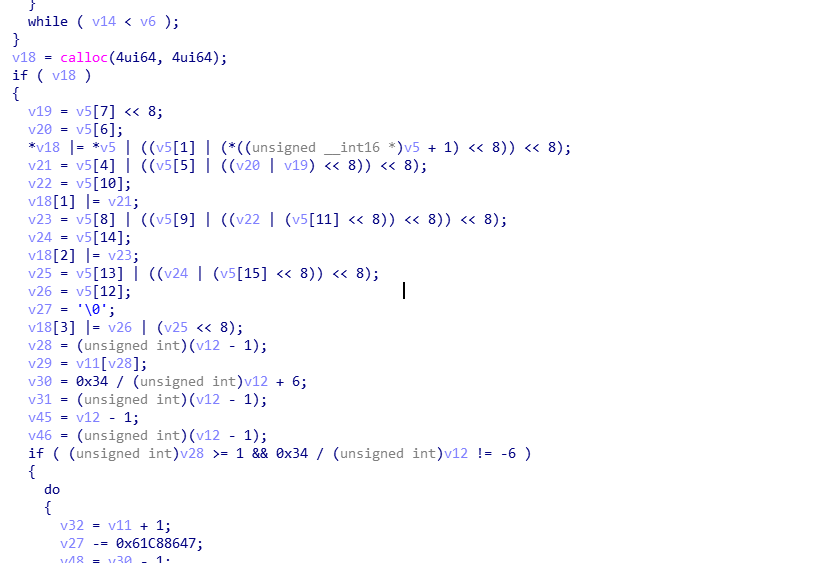 }
while ( v14 < v6 );
}
v18 = calloc(4ui64, 4ui64);
if ( v18 )
{
v19 = v5[7] << 8;
v20 = v5[6];
*v18 |= *v5 | ((v5[1] | (*((unsigned __int16 *)v5 + 1) << 8)) << 8);
v21 = v5[4] | ((v5[5] | ((v20 | v19) << 8)) << 8);
v22 = v5[10];
v18[1] |= v21;
v23 = v5[8] | ((v5[9] | ((v22 | (v5[11] << 8)) << 8)) << 8);
v24 = v5[14];
v18[2] |= v23;
v25 = v5[13] | ((v24 | (v5[15] << 8)) << 8);
v26 = v5[12];
v27 = '\0';
v18[3] |= v26 | (v25 << 8);
v28 = (unsigned int)(v12 - 1);
v29 = v11[v28];
v30 = 0x34 / (unsigned int)v12 + 6;
v31 = (unsigned int)(v12 - 1);
v45 = v12 - 1;
v46 = (unsigned int)(v12 - 1);
if ( (unsigned int)v28 >= 1 && 0x34 / (unsigned int)v12 != -6 )
{
do
{
v32 = v11 + 1;
v27 -= 0x61C88647;
v48 = v30 - 1;